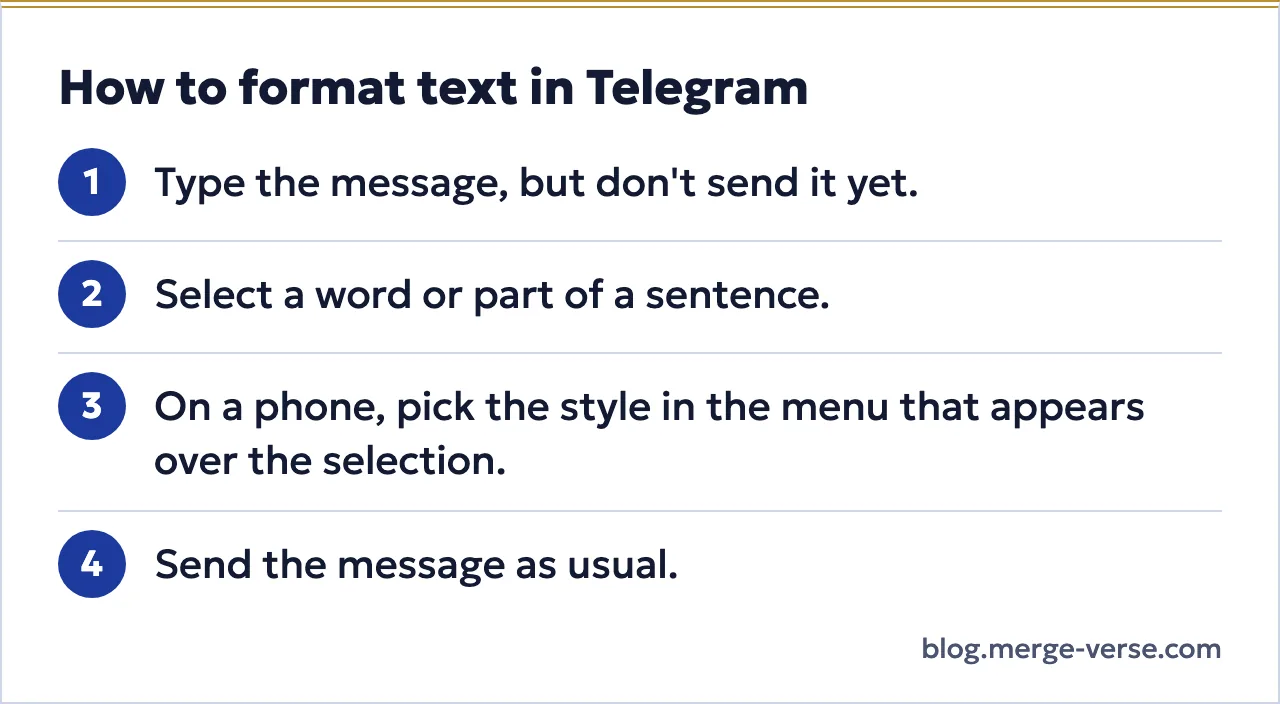 How to format text in Telegram
1
Type the message, but don't send it yet.
2
Select a word or part of a sentence.
3
On a phone, pick the style in the menu that appears
over the selection.
4
Send the message as usual.
blog.merge-verse.com